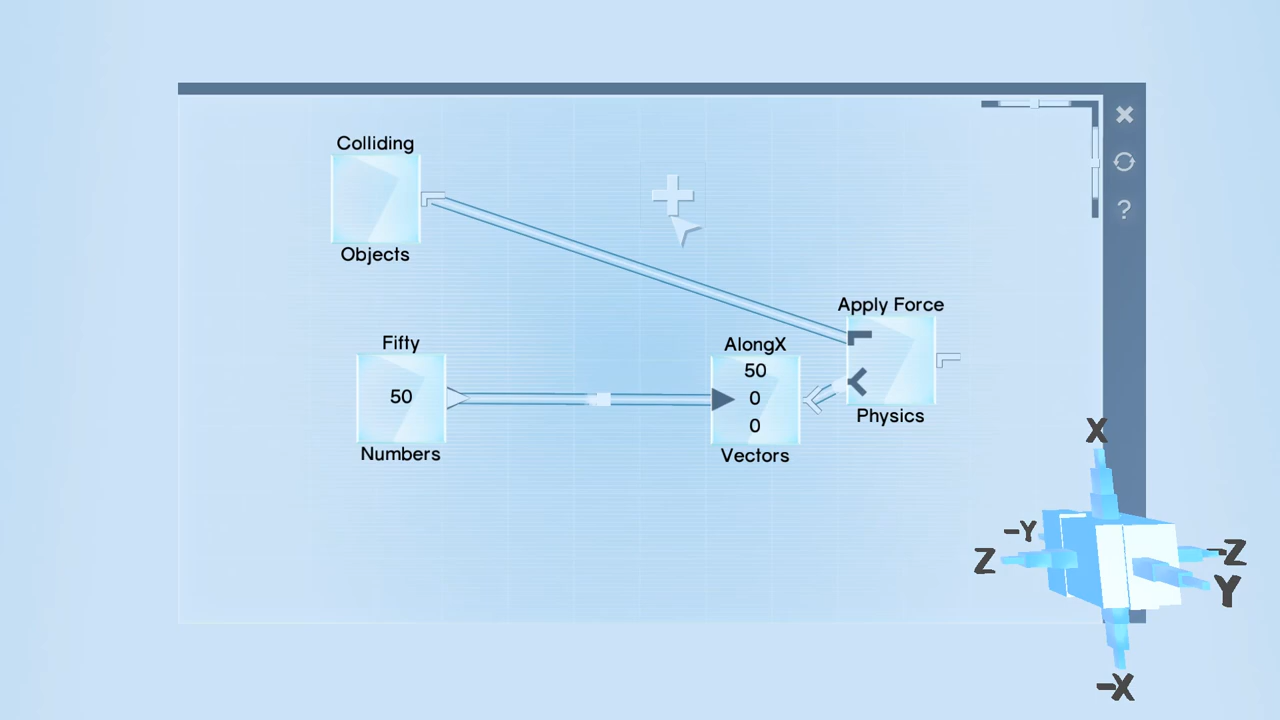 Colliding
Objects
?
Apply Force
Physics
Fifty
50
Numbers
AlongX
50
0
0
Vectors
X
-Y
Z
-Z
Y
-X